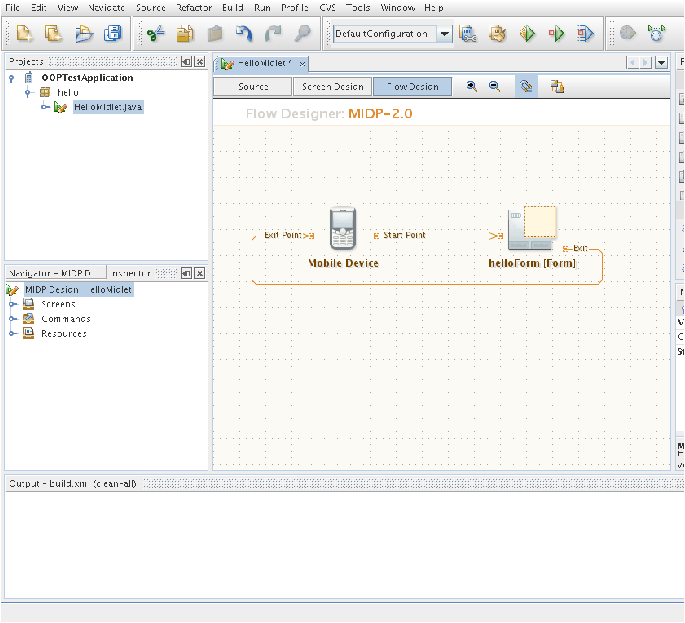 File Edit View Navigate Source Refactor Build Run Profile CVS Tools Window Help
DefaultConfiguration
Projects
OOPTestApplication
hello
HelloMidlet.java
HelloMidlet *
Source Screen Design Flow Design
Flow Designer: MIDP-2.0
Exit Point
Start Point
Exit
Mobile Device
helloForm [Form]
Navigator - MIDP D
Inspector
MIDP Design
elloMidlet
Screens
Commands
Resources
Output - build.xml (clean-all)